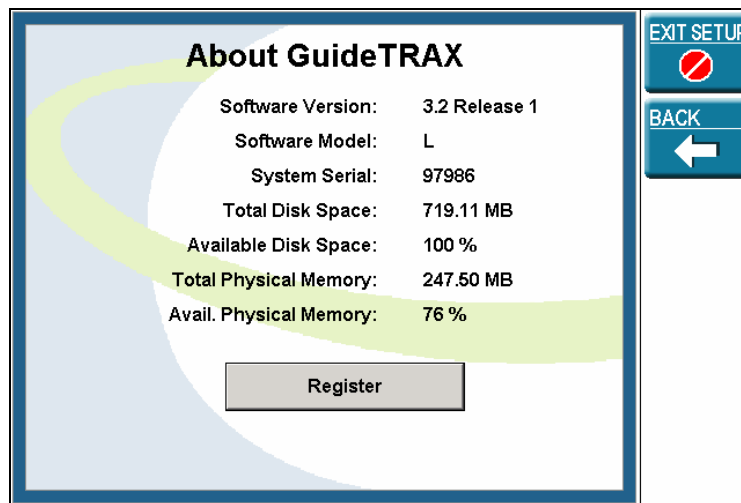 About GuideTRAX
Software Version: 3.2 Release 1
Software Model: L
System Serial: 97986
Total Disk Space: 719.11 MB
Available Disk Space: 100 %
Total Physical Memory: 247.50 MB
Avail. Physical Memory: 76 %
Register
EXIT SETUP
BACK